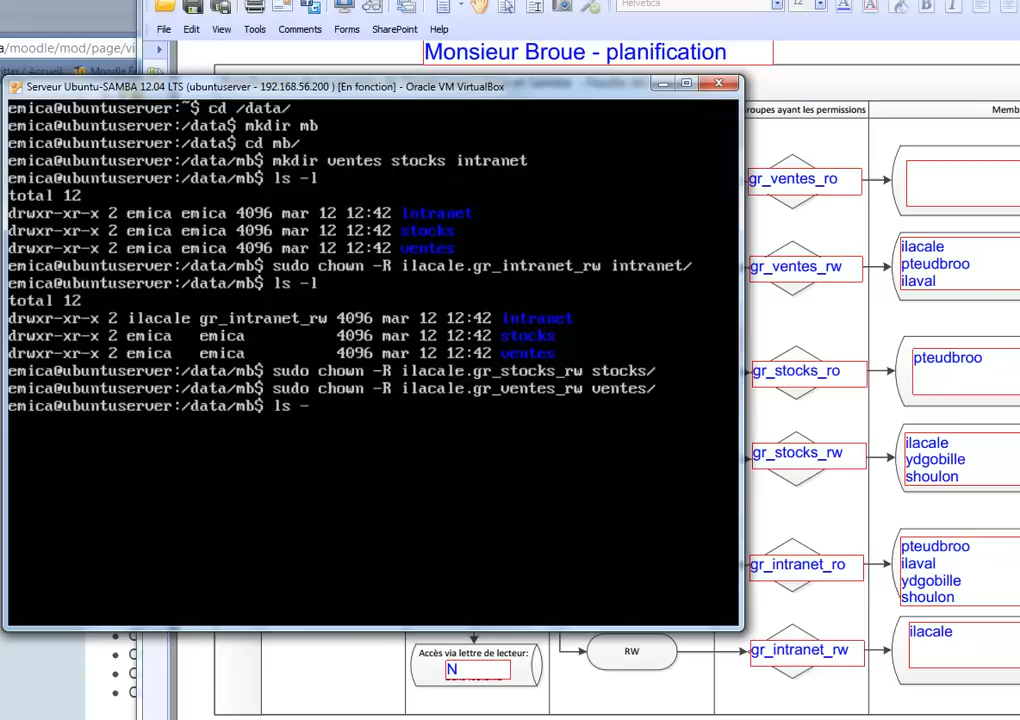 Helvetica
12
a/moodle/mod/page/vi
File Edit View Tools Comments Forms SharePoint Help
Monsieur Broue - planification
Serveur Ubuntu-SAMBA 12.04 LTS (ubuntuserver - 192.168.56.200 ) [En fonction] - Oracle VM VirtualBox
emica@ubuntuserver:~$ cd /data/
emica@ubuntuserver:/data$ mkdir mb
emica@ubuntuserver:/data$ cd mb/
emica@ubuntuserver:/data/mb$ mkdir ventes stocks intranet
emica@ubuntuserver:/data/mb$ ls -l
total 12
drwxr-xr-x 2 emica emica 4096 mar 12 12:42 intranet
drwxr-xr-x 2 emica emica 4096 mar 12 12:42 stocks
drwxr-xr-x 2 emica emica 4096 mar 12 12:42 ventes
emica@ubuntuserver:/data/mb$ sudo chown -R ilacale.gr_intranet_rw intranet/
emica@ubuntuserver:/data/mb$ ls -l
total 12
drwxr-xr-x 2 ilacale gr_intranet_rw 4096 mar 12 12:42 intranet
drwxr-xr-x 2 emica emica 4096 mar 12 12:42 stocks
drwxr-xr-x 2 emica emica 4096 mar 12 12:42 ventes
emica@ubuntuserver:/data/mb$ sudo chown -R ilacale.gr_stocks_rw stocks/
emica@ubuntuserver:/data/mb$ sudo chown -R ilacale.gr_ventes_rw ventes/
emica@ubuntuserver:/data/mb$ ls -
roupes ayant les permissions
Memb
gr_ventes_ro
gr_ventes_rw
ilacale
pteudbroo
ilaval
gr_stocks_ro
pteudbroo
gr_stocks_rw
ilacale
ydgobille
shoulon
gr_intranet_ro
pteudbroo
ilaval
ydgobille
shoulon
gr_intranet_rw
ilacale
Accès via lettre de lecteur:
N
RW